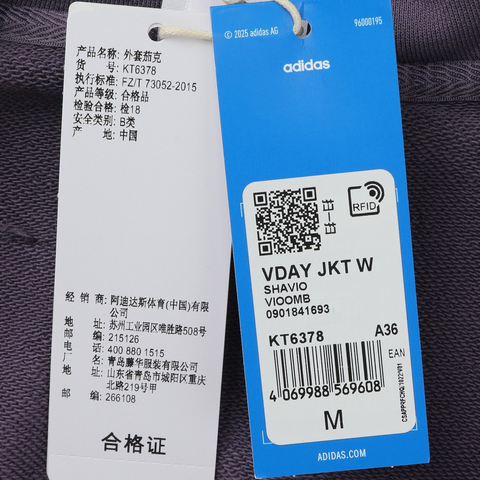 产品名称: 外套茄克
货 号: KT6378
执行标准: FZ/T 73052-2015
产品等级: 合格品
检验合格: 检18
安全类别: B类
产 地: 中国
经 销 商: 阿迪达斯体育(中国)有限
公司
地 址: 苏州工业园区唯胜路508号
邮 编: 215126
电 话: 400 880 1515
厂 名: 青岛藤华服装有限公司
地 址: 山东省青岛市城阳区重庆
北路219号甲
邮 编: 266108
合格证
© 2025 adidas AG
96000195
adidas
RFID
VDAY JKT W
SHAVIO
VIOOMB
0901841693
KT6378
A36
EAN
4 069988 569608
M
ADIDAS.COM